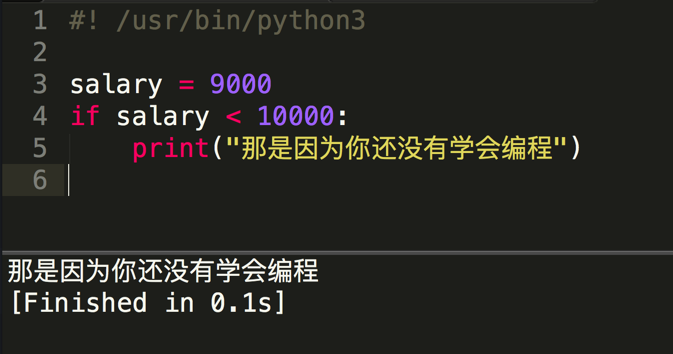 1 #! /usr/bin/python3
2
3 salary = 9000
4 if salary < 10000:
5     print("那是因为你还没有学会编程")
6
那是因为你还没有学会编程
[Finished in 0.1s]